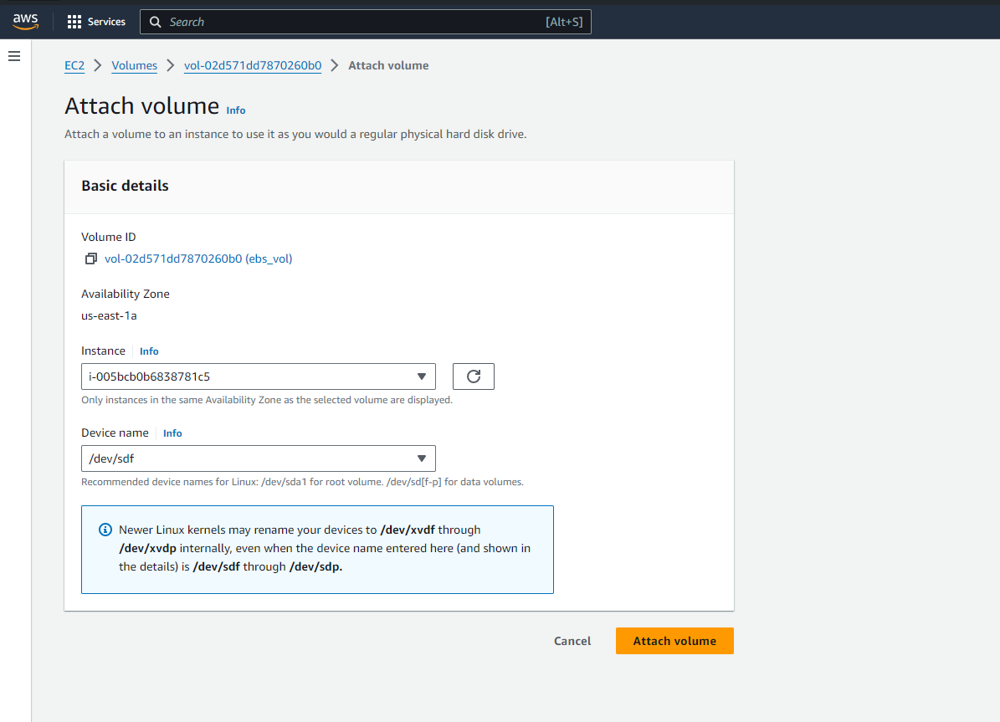 aws
Services
Search
[Alt+S]
EC2 > Volumes > vol-02d571dd7870260b0 > Attach volume
Attach volume Info
Attach a volume to an instance to use it as you would a regular physical hard disk drive.
Basic details
Volume ID
vol-02d571dd7870260b0 (ebs_vol)
Availability Zone
us-east-1a
Instance Info
i-005bcb0b6838781c5
Only instances in the same Availability Zone as the selected volume are displayed.
Device name Info
/dev/sdf
Recommended device names for Linux: /dev/sda1 for root volume. /dev/sd[f-p] for data volumes.
Newer Linux kernels may rename your devices to /dev/xvdf through
/dev/xvdp internally, even when the device name entered here (and shown in
the details) is /dev/sdf through /dev/sdp.
Cancel
Attach volume